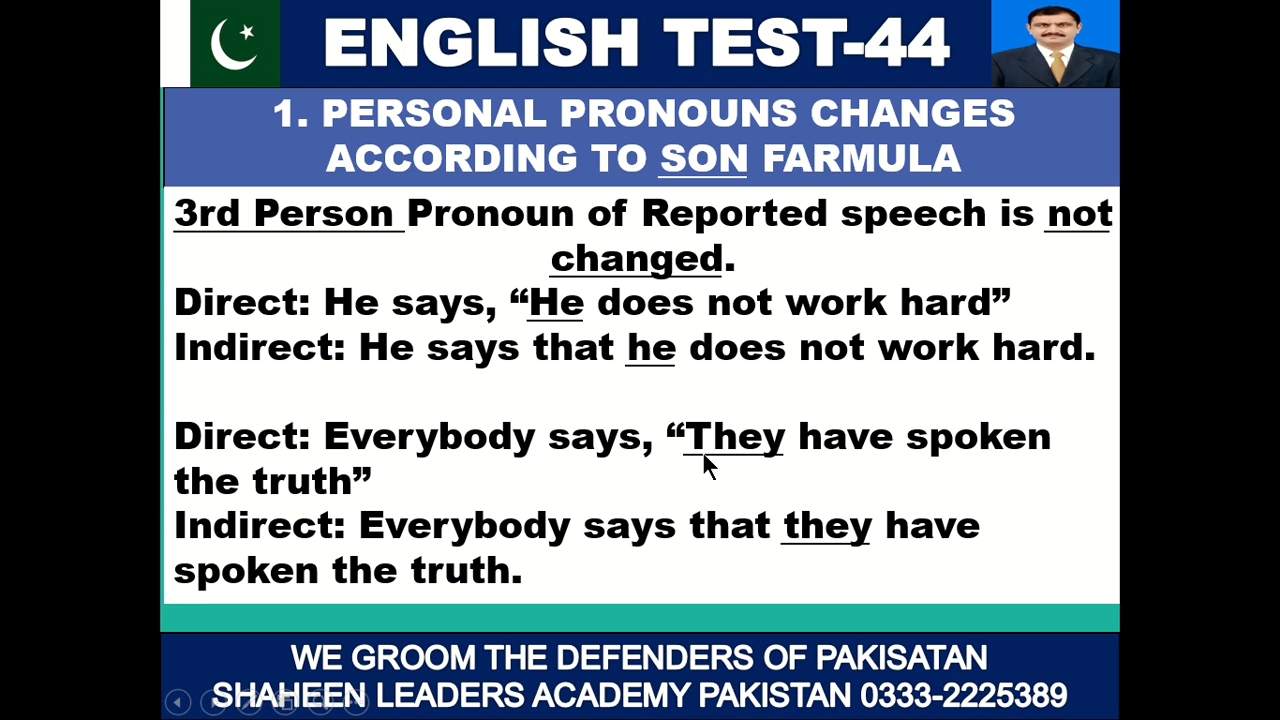 ENGLISH TEST-44
1. PERSONAL PRONOUNS CHANGES
ACCORDING TO SON FARMULA
3rd Person Pronoun of Reported speech is not
changed.
Direct: He says, “He does not work hard”
Indirect: He says that he does not work hard.
Direct: Everybody says, “They have spoken
the truth”
Indirect: Everybody says that they have
spoken the truth.
WE GROOM THE DEFENDERS OF PAKISATAN
SHAHEEN LEADERS ACADEMY PAKISTAN 0333-2225389